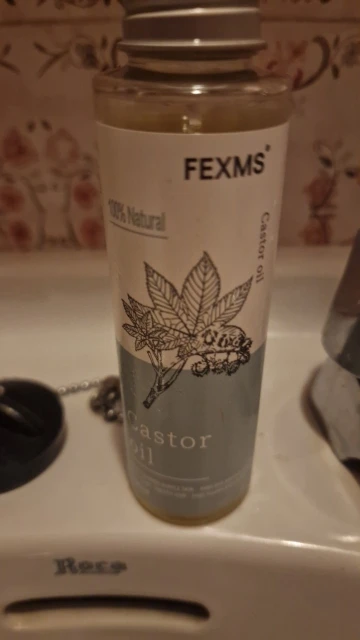 FEXMS®
100% Natural
Castor oil
Castor
oil
Roca